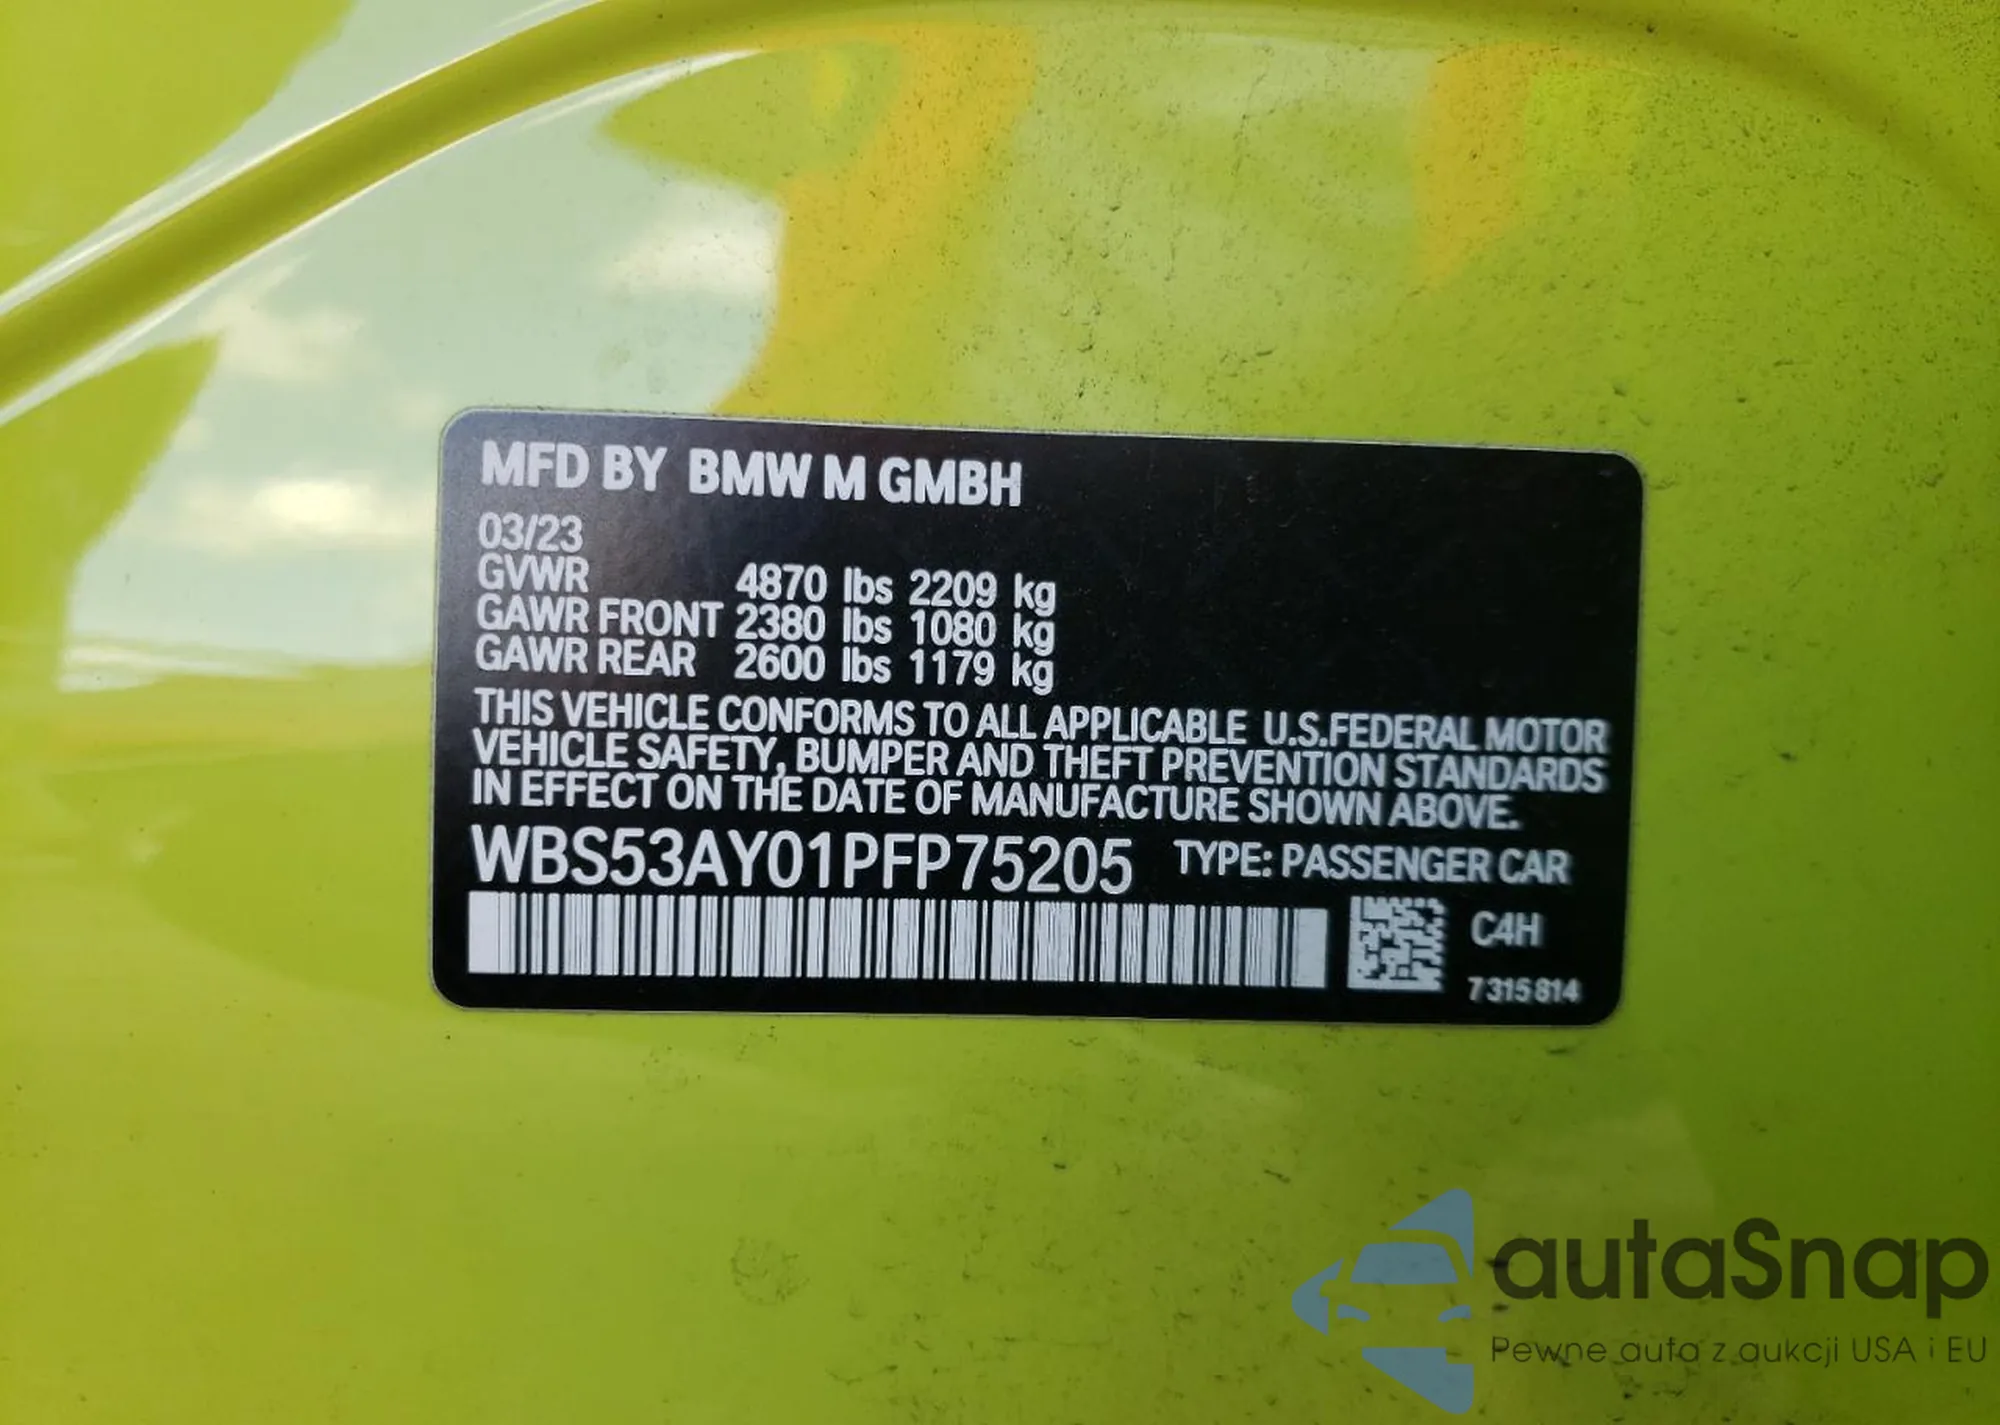 MFD BY BMW M GMBH
03/23
GVWR 4870 lbs 2209 kg
GAWR FRONT 2380 lbs 1080 kg
GAWR REAR 2600 lbs 1179 kg
THIS VEHICLE CONFORMS TO ALL APPLICABLE U.S.FEDERAL MOTOR
VEHICLE SAFETY, BUMPER AND THEFT PREVENTION STANDARDS
IN EFFECT ON THE DATE OF MANUFACTURE SHOWN ABOVE.
WBS53AY01PFP75205 TYPE: PASSENGER CAR
C4H
7315814
autaSnap
Pewne auta z aukcji USA i EU